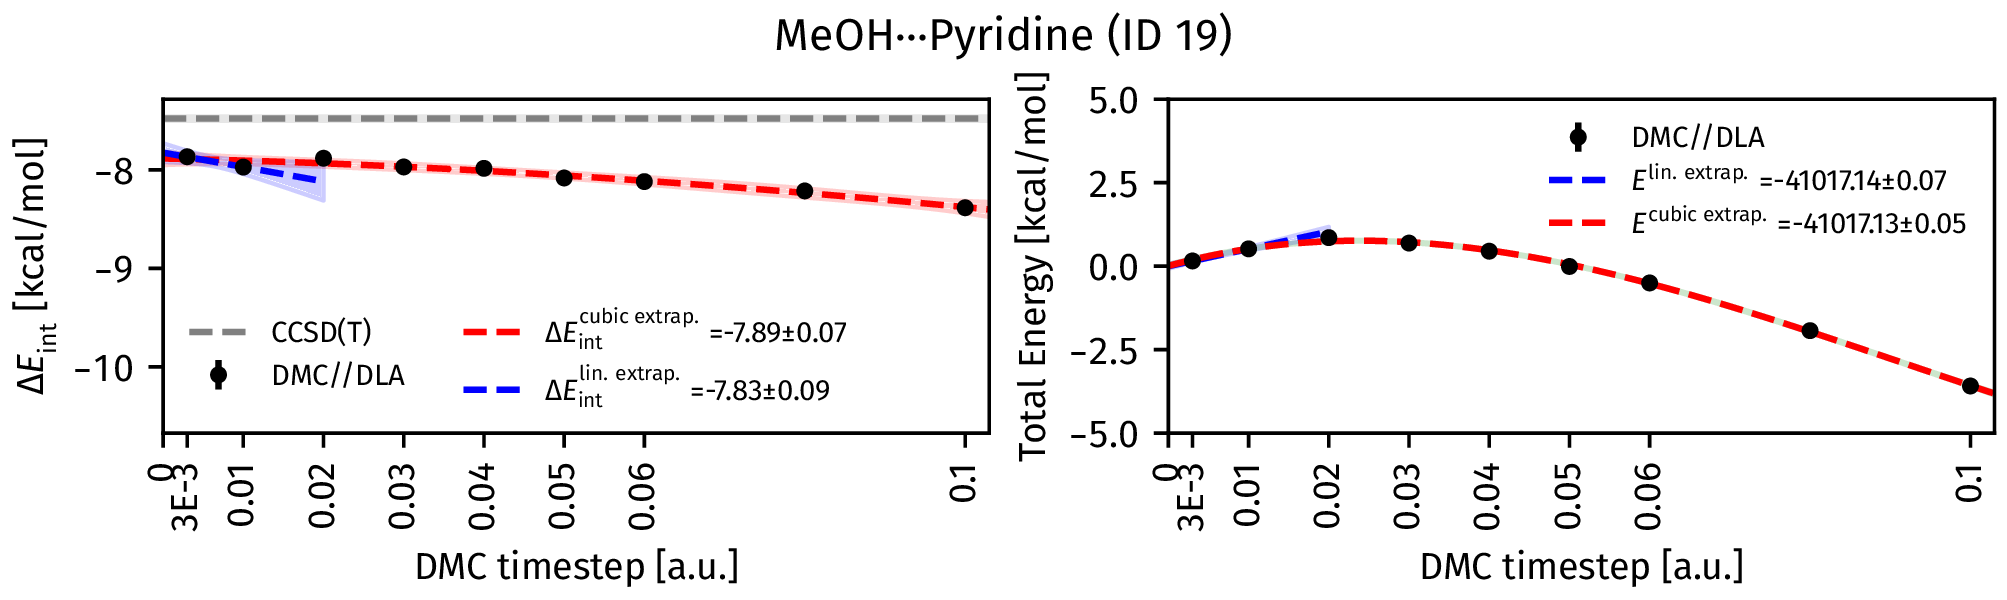 MeOH···Pyridine (ID 19)
ΔE_int [kcal/mol]
−8
−9
−10
CCSD(T)
DMC//DLA
ΔE_int^cubic extrap. =-7.89±0.07
ΔE_int^lin. extrap. =-7.83±0.09
0
3E-3
0.01
0.02
0.03
0.04
0.05
0.06
0.1
DMC timestep [a.u.]
Total Energy [kcal/mol]
5.0
2.5
0.0
−2.5
−5.0
DMC//DLA
E^lin. extrap. =-41017.14±0.07
E^cubic extrap. =-41017.13±0.05
0
3E-3
0.01
0.02
0.03
0.04
0.05
0.06
0.1
DMC timestep [a.u.]